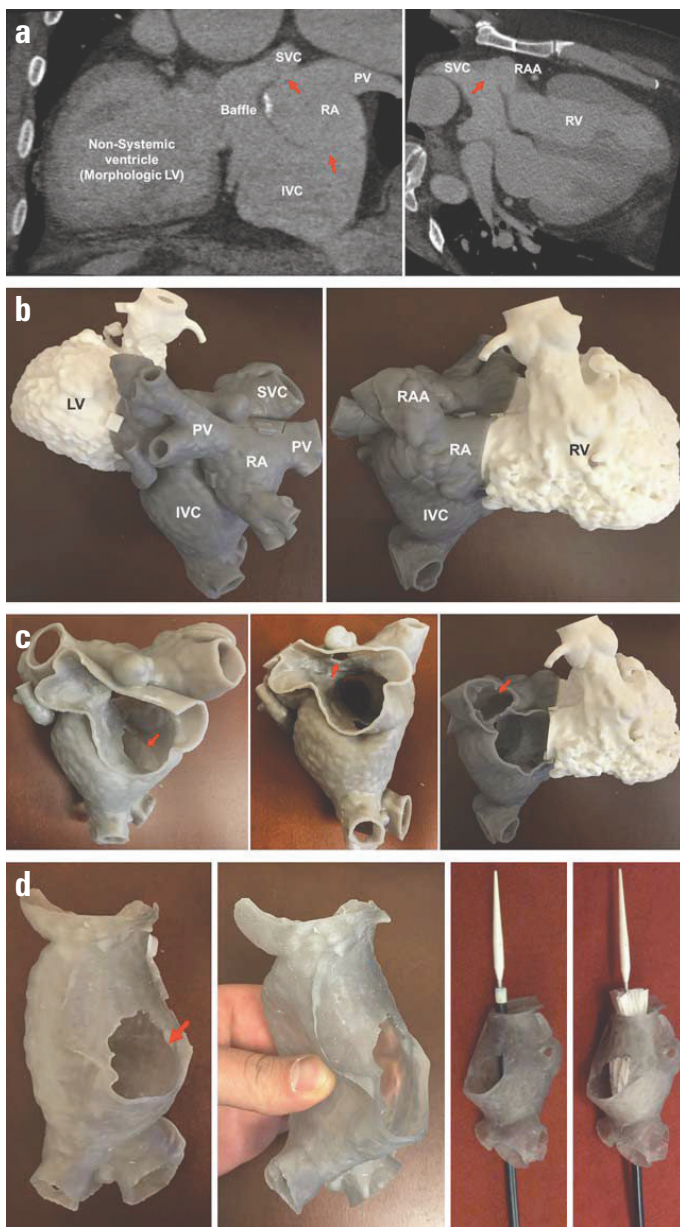 a
SVC
PV
Baffle
RA
Non-Systemic
ventricle
(Morphologic LV)
IVC
SVC
RAA
RV
b
LV
SVC
PV
PV
RA
IVC
RAA
RA
RV
IVC
c
d